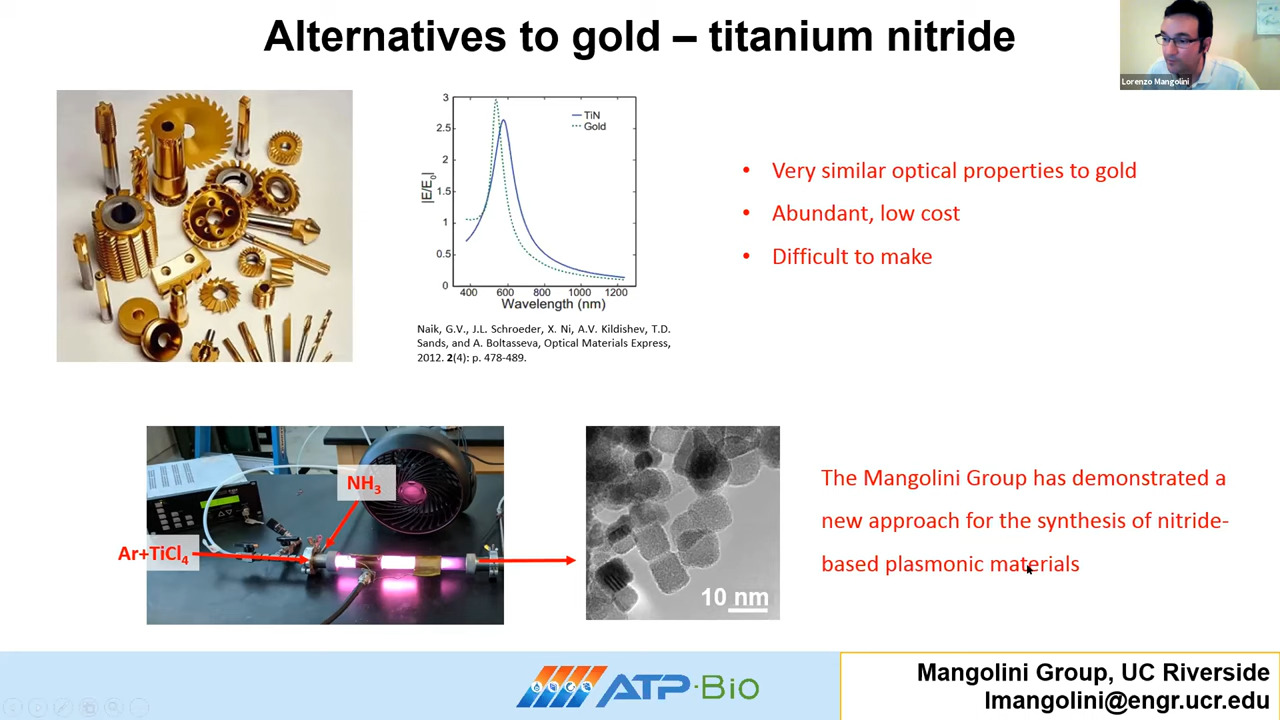 Alternatives to gold – titanium nitride
Lorenzo Mangolini
3
2.5
2
1.5
1
0.5
0
|E/E0|
TiN
Gold
400 600 800 1000 1200
Wavelength (nm)
Naik, G.V., J.L. Schroeder, X. Ni, A.V. Kildishev, T.D.
Sands, and A. Boltasseva, Optical Materials Express,
2012. 2(4): p. 478-489.
• Very similar optical properties to gold
• Abundant, low cost
• Difficult to make
NH3
Ar+TiCl4
10 nm
The Mangolini Group has demonstrated a
new approach for the synthesis of nitride-
based plasmonic materials
ATP-Bio
Mangolini Group, UC Riverside
lmangolini@engr.ucr.edu